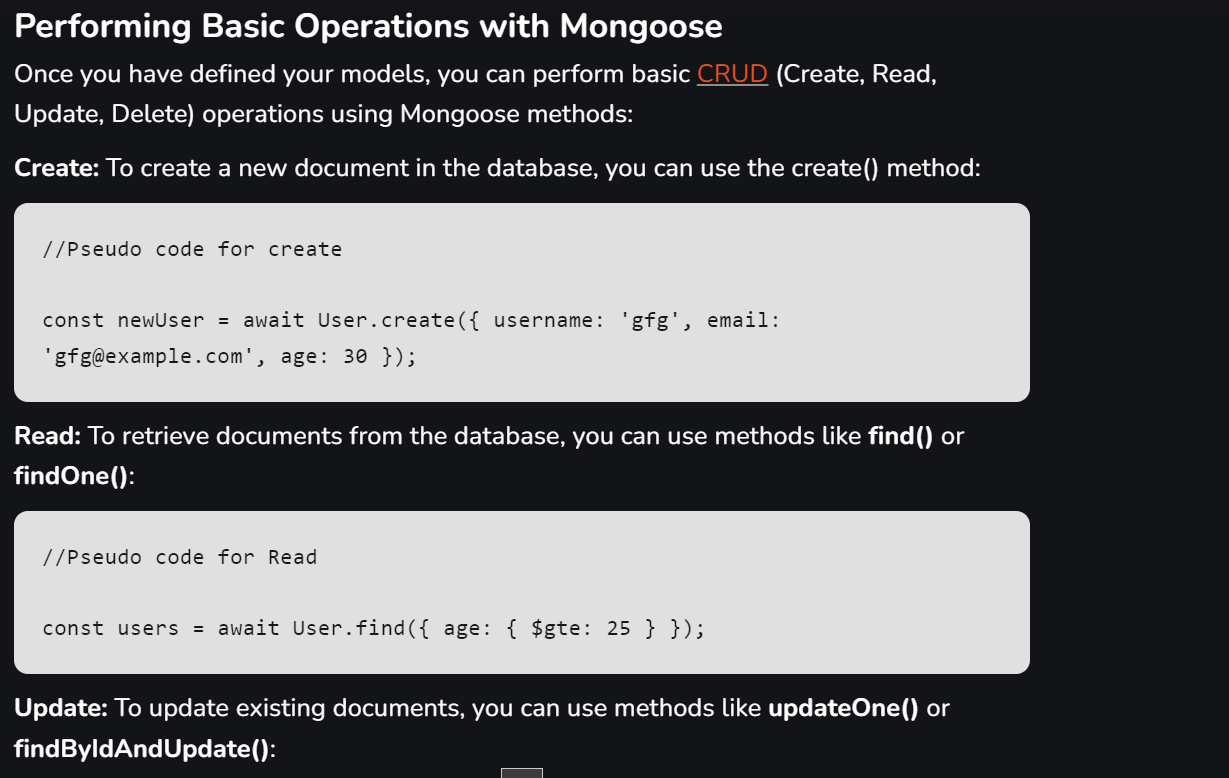 Performing Basic Operations with Mongoose
Once you have defined your models, you can perform basic CRUD (Create, Read,
Update, Delete) operations using Mongoose methods:
Create: To create a new document in the database, you can use the create() method:
//Pseudo code for create
const newUser = await User.create({ username: 'gfg', email:
'gfg@example.com', age: 30 });
Read: To retrieve documents from the database, you can use methods like find() or
findOne():
//Pseudo code for Read
const users = await User.find({ age: { $gte: 25 } });
Update: To update existing documents, you can use methods like updateOne() or
findByIdAndUpdate():